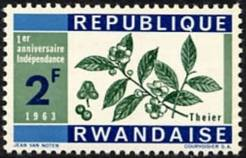 REPUBLIQUE
1er
anniversaire
Indépendance
2F
1963
Theier
RWANDAISE
JEAN VAN NOTEN
COURVOISIER S.A.